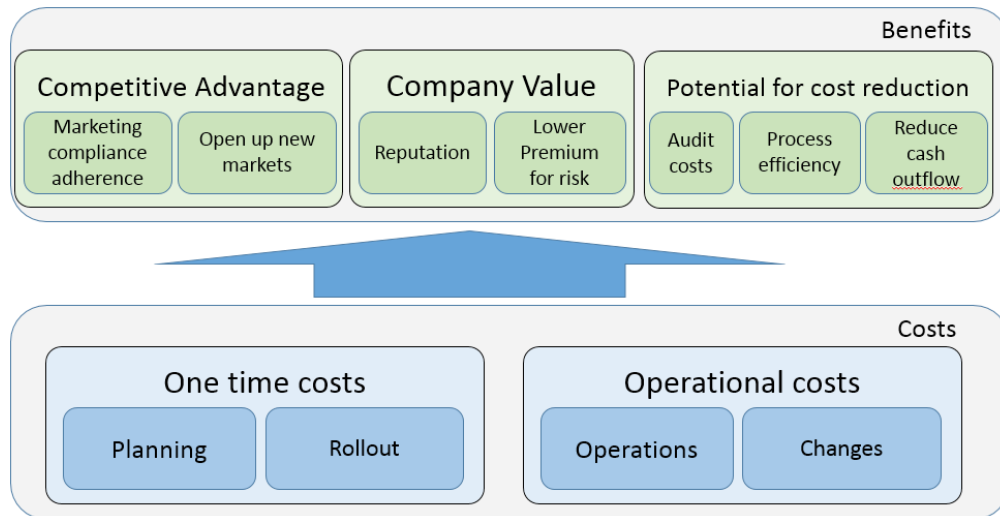 Benefits
Competitive Advantage
Marketing
compliance
adherence
Open up new
markets
Company Value
Reputation
Lower
Premium
for risk
Potential for cost reduction
Audit
costs
Process
efficiency
Reduce
cash
outflow
Costs
One time costs
Planning
Rollout
Operational costs
Operations
Changes